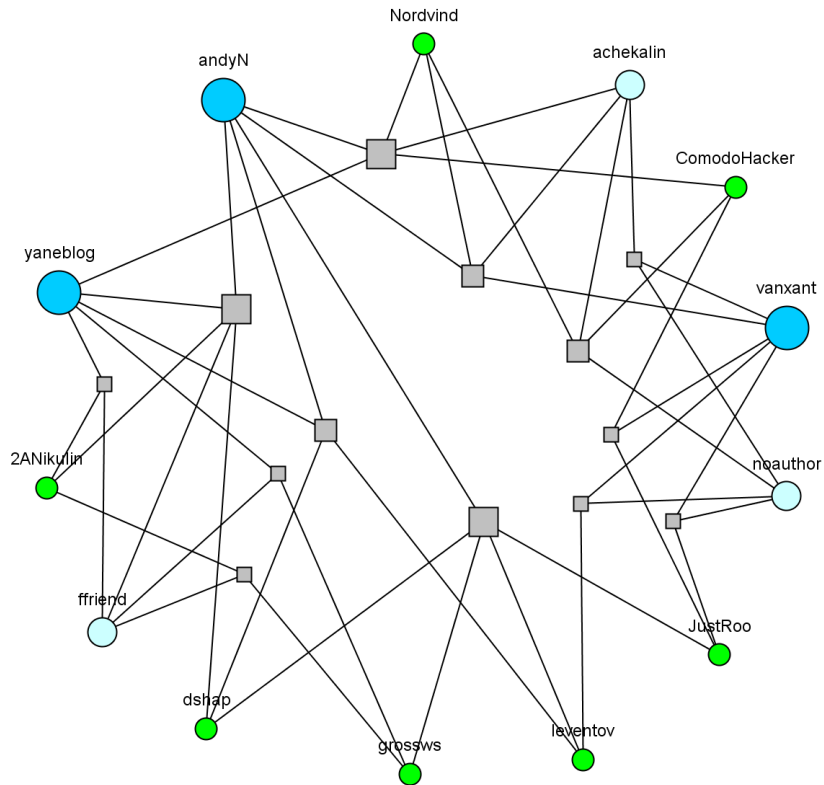 Nordvind
achekalin
andyN
ComodoHacker
yaneblog
vanxant
2ANikulin
noauthor
ffriend
JustRoo
dshap
leventov
grossws